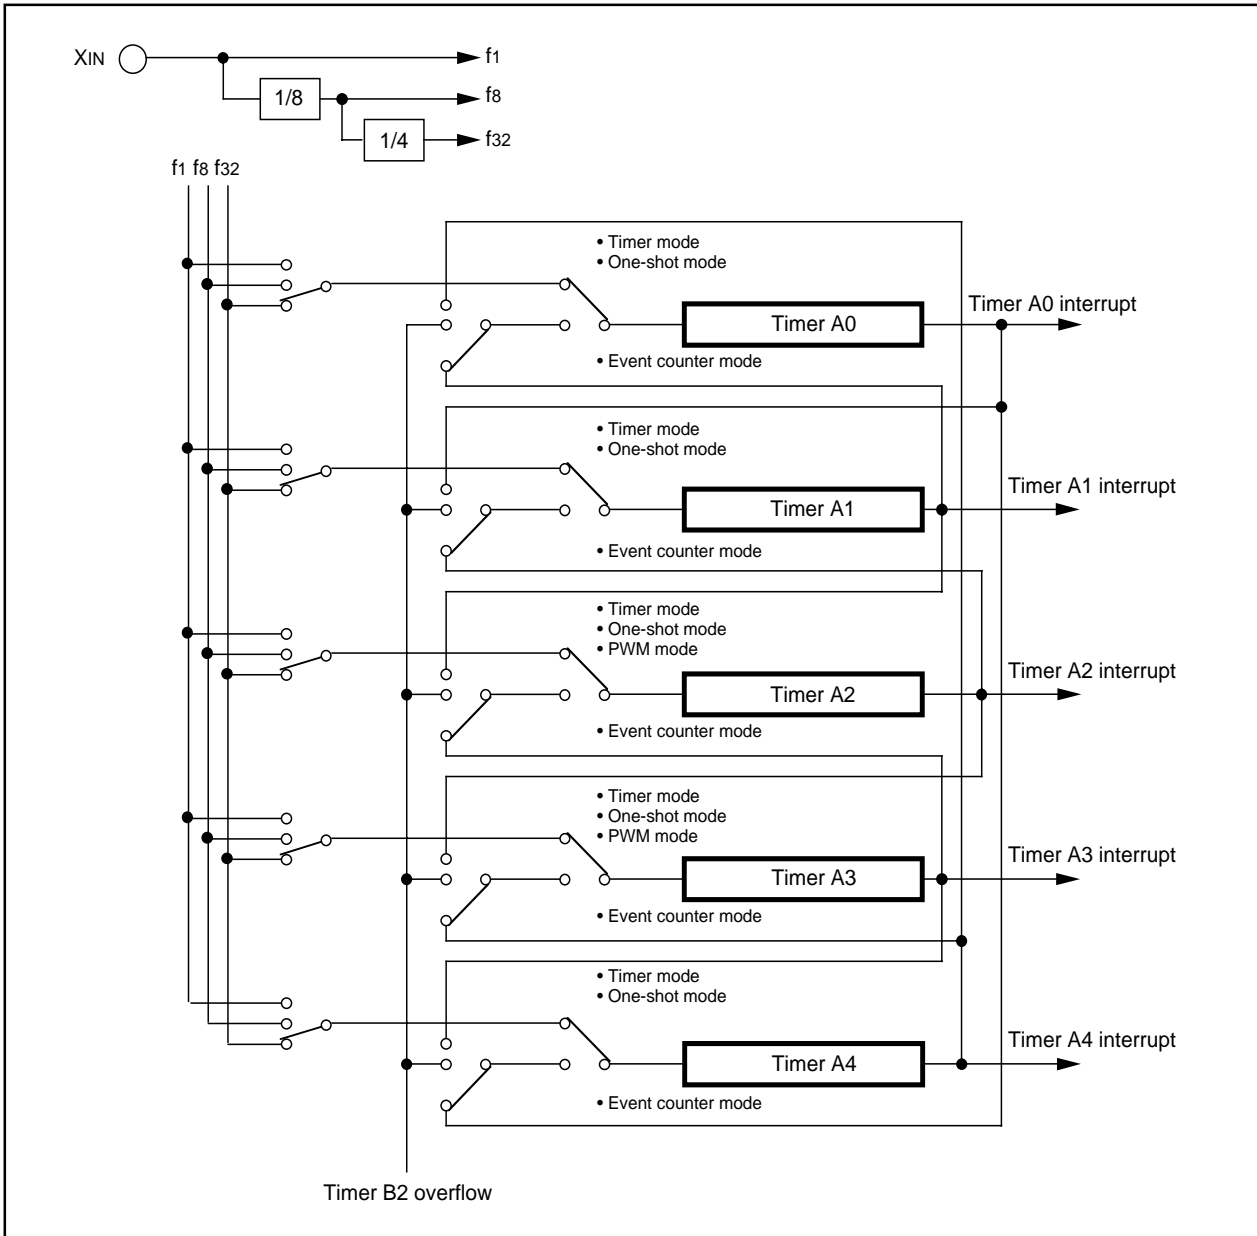 XIN
f1
1/8
f8
1/4
f32
f1 f8 f32
• Timer mode
• One-shot mode
Timer A0
Timer A0 interrupt
• Event counter mode
• Timer mode
• One-shot mode
Timer A1
Timer A1 interrupt
• Event counter mode
• Timer mode
• One-shot mode
• PWM mode
Timer A2
Timer A2 interrupt
• Event counter mode
• Timer mode
• One-shot mode
• PWM mode
Timer A3
Timer A3 interrupt
• Event counter mode
• Timer mode
• One-shot mode
Timer A4
Timer A4 interrupt
• Event counter mode
Timer B2 overflow